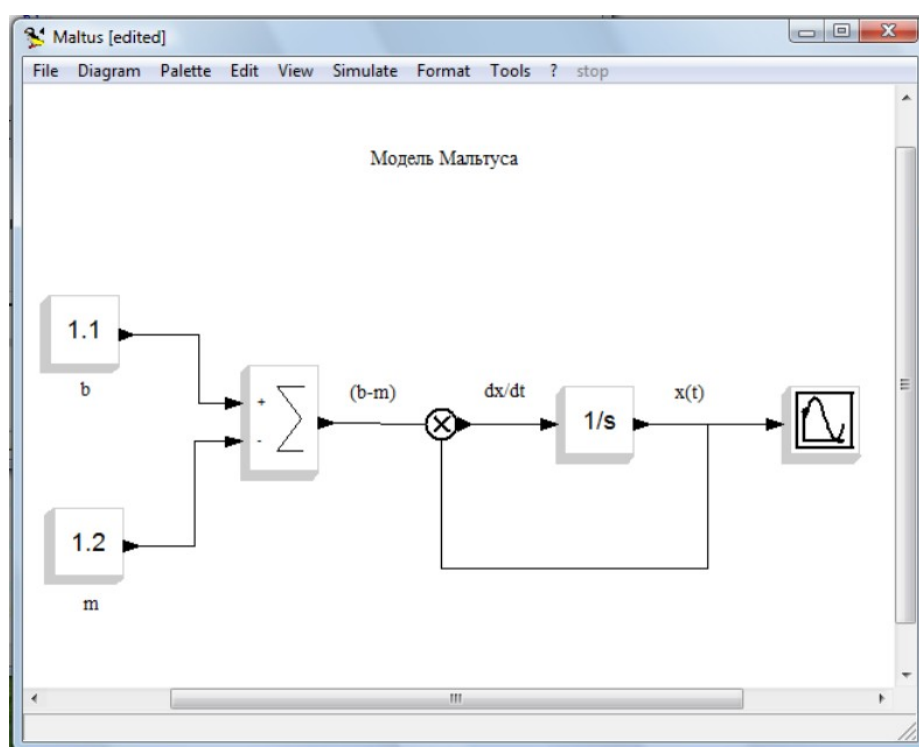 Maltus [edited]
File Diagram Palette Edit View Simulate Format Tools ? stop
Модель Мальтуса
1.1
b
+
-
(b-m)
dx/dt
1/s
x(t)
1.2
m